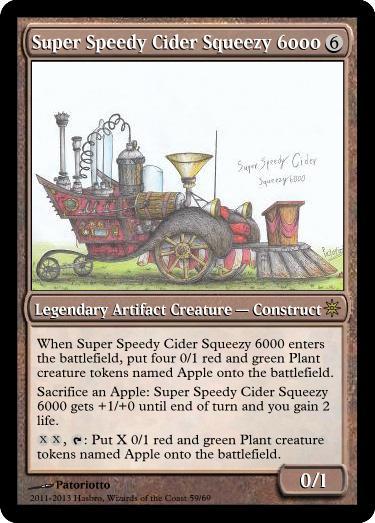 Super Speedy Cider Squeezy 6000 6
Super Speedy Cider
Squeezy 6000
Legendary Artifact Creature — Construct
When Super Speedy Cider Squeezy 6000 enters
the battlefield, put four 0/1 red and green Plant
creature tokens named Apple onto the battlefield.
Sacrifice an Apple: Super Speedy Cider Squeezy
6000 gets +1/+0 until end of turn and you gain 2
life.
X X, : Put X 0/1 red and green Plant creature
tokens named Apple onto the battlefield.
0/1
Patoriotto
2011-2013 Hasbro, Wizards of the Coast 59/69